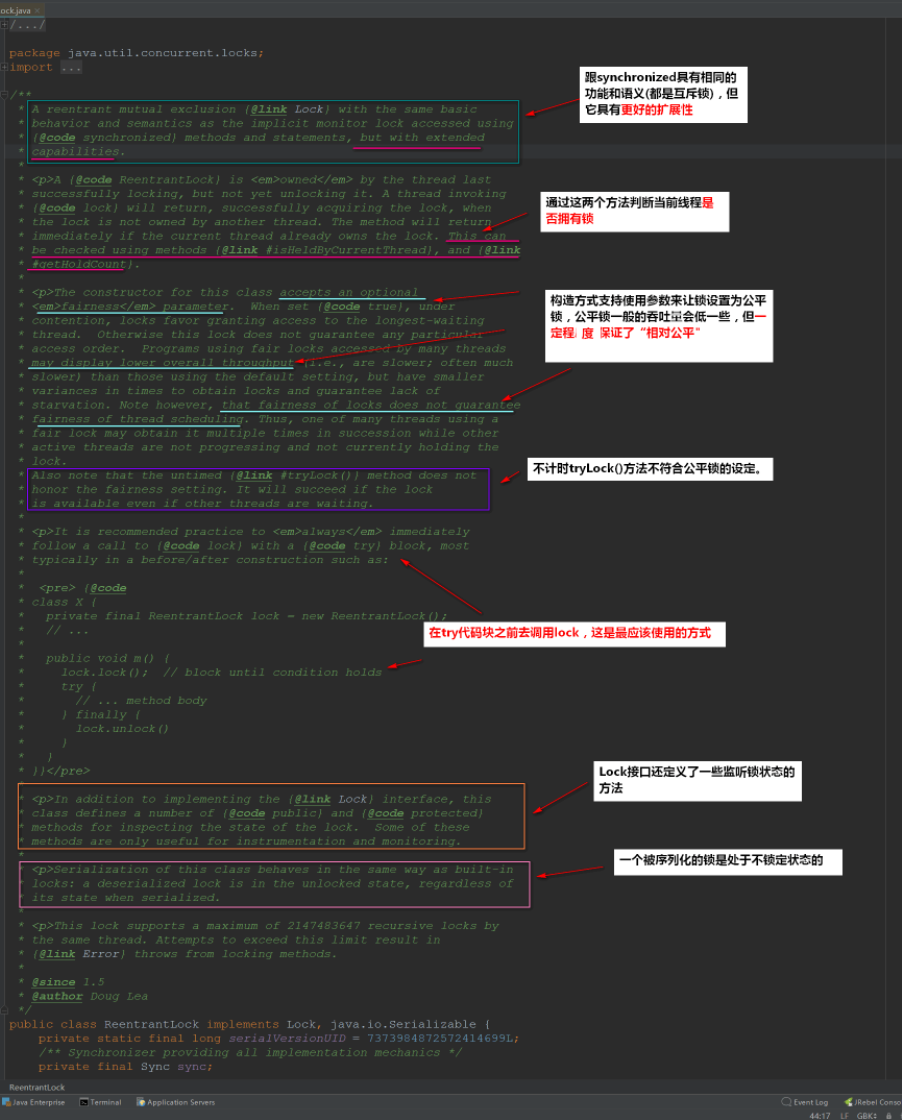 ock.java ×
/.../
package java.util.concurrent.locks;
import ...
/**
* A reentrant mutual exclusion {@link Lock} with the same basic
* behavior and semantics as the implicit monitor lock accessed using
* {@code synchronized} methods and statements, but with extended
* capabilities.
*
跟synchronized具有相同的
功能和语义(都是互斥锁)，但
它具有更好的扩展性
* <p>A {@code ReentrantLock} is <em>owned</em> by the thread last
* successfully locking, but not yet unlocking it. A thread invoking
* {@code lock} will return, successfully acquiring the lock, when
* the lock is not owned by another thread. The method will return
* immediately if the current thread already owns the lock. This can
* be checked using methods {@link #isHeldByCurrentThread}, and {@link
* #getHoldCount}.
*
通过这两个方法判断当前线程是
否拥有锁
* <p>The constructor for this class accepts an optional
* <em>fairness</em> parameter.  When set {@code true}, under
* contention, locks favor granting access to the longest-waiting
* thread.  Otherwise this lock does not guarantee any particular
* access order.  Programs using fair locks accessed by many threads
* may display lower overall throughput (i.e., are slower; often much
* slower) than those using the default setting, but have smaller
* variances in times to obtain locks and guarantee lack of
* starvation. Note however, that fairness of locks does not guarantee
* fairness of thread scheduling. Thus, one of many threads using a
* fair lock may obtain it multiple times in succession while other
* active threads are not progressing and not currently holding the
* lock.
构造方式支持使用参数来让锁设置为公平
锁，公平锁一般的吞吐量会低一些，但一
定程度 保证了“相对公平"
* Also note that the untimed {@link #tryLock()} method does not
* honor the fairness setting. It will succeed if the lock
* is available even if other threads are waiting.
*
不计时tryLock()方法不符合公平锁的设定。
* <p>It is recommended practice to <em>always</em> immediately
* follow a call to {@code lock} with a {@code try} block, most
* typically in a before/after construction such as:
*
*  <pre> {@code
* class X {
*   private final ReentrantLock lock = new ReentrantLock();
*   // ...
*
*   public void m() {
*     lock.lock();  // block until condition holds
*     try {
*       // ... method body
*     } finally {
*       lock.unlock()
*     }
*   }
* }}</pre>
*
在try代码块之前去调用lock，这是最应该使用的方式
* <p>In addition to implementing the {@link Lock} interface, this
* class defines a number of {@code public} and {@code protected}
* methods for inspecting the state of the lock.  Some of these
* methods are only useful for instrumentation and monitoring.
*
Lock接口还定义了一些监听锁状态的
方法
* <p>Serialization of this class behaves in the same way as built-in
* locks: a deserialized lock is in the unlocked state, regardless of
* its state when serialized.
*
一个被序列化的锁是处于不锁定状态的
* <p>This lock supports a maximum of 2147483647 recursive locks by
* the same thread. Attempts to exceed this limit result in
* {@link Error} throws from locking methods.
*
* @since 1.5
* @author Doug Lea
*/
public class ReentrantLock implements Lock, java.io.Serializable {
private static final long serialVersionUID = 7373984872572414699L;
/** Synchronizer providing all implementation mechanics */
private final Sync sync;
ReentrantLock
Java Enterprise Terminal Application Servers Event Log JRebel Conso
44:17 LF GBK